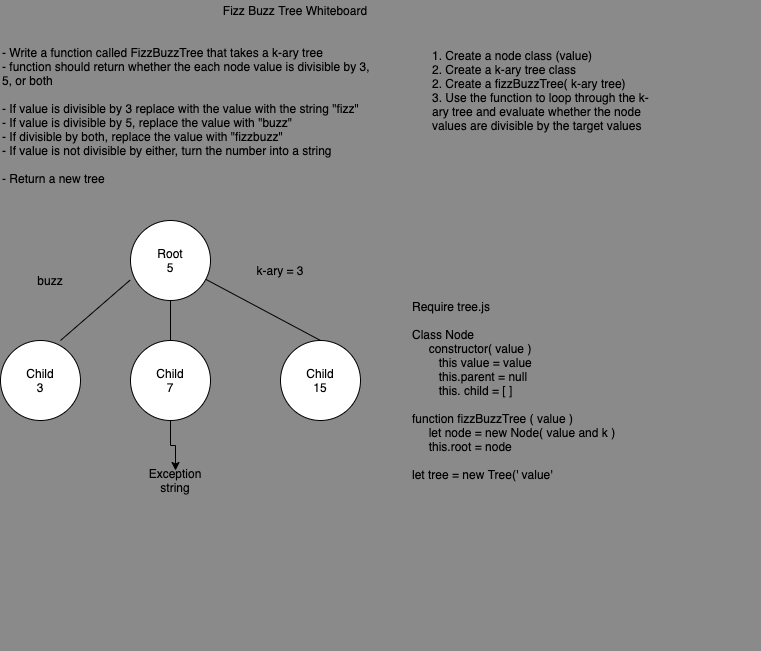 Fizz Buzz Tree Whiteboard
- Write a function called FizzBuzzTree that takes a k-ary tree
- function should return whether the each node value is divisible by 3,
5, or both
- If value is divisible by 3 replace with the value with the string "fizz"
- If value is divisible by 5, replace the value with "buzz"
- If divisible by both, replace the value with "fizzbuzz"
- If value is not divisible by either, turn the number into a string
- Return a new tree
1. Create a node class (value)
2. Create a k-ary tree class
2. Create a fizzBuzzTree( k-ary tree)
3. Use the function to loop through the k-
ary tree and evaluate whether the node
values are divisible by the target values
Root
5
buzz
k-ary = 3
Child
3
Child
7
Child
15
Exception
string
Require tree.js
Class Node
constructor( value )
this value = value
this.parent = null
this. child = [ ]
function fizzBuzzTree ( value )
let node = new Node( value and k )
this.root = node
let tree = new Tree(' value'